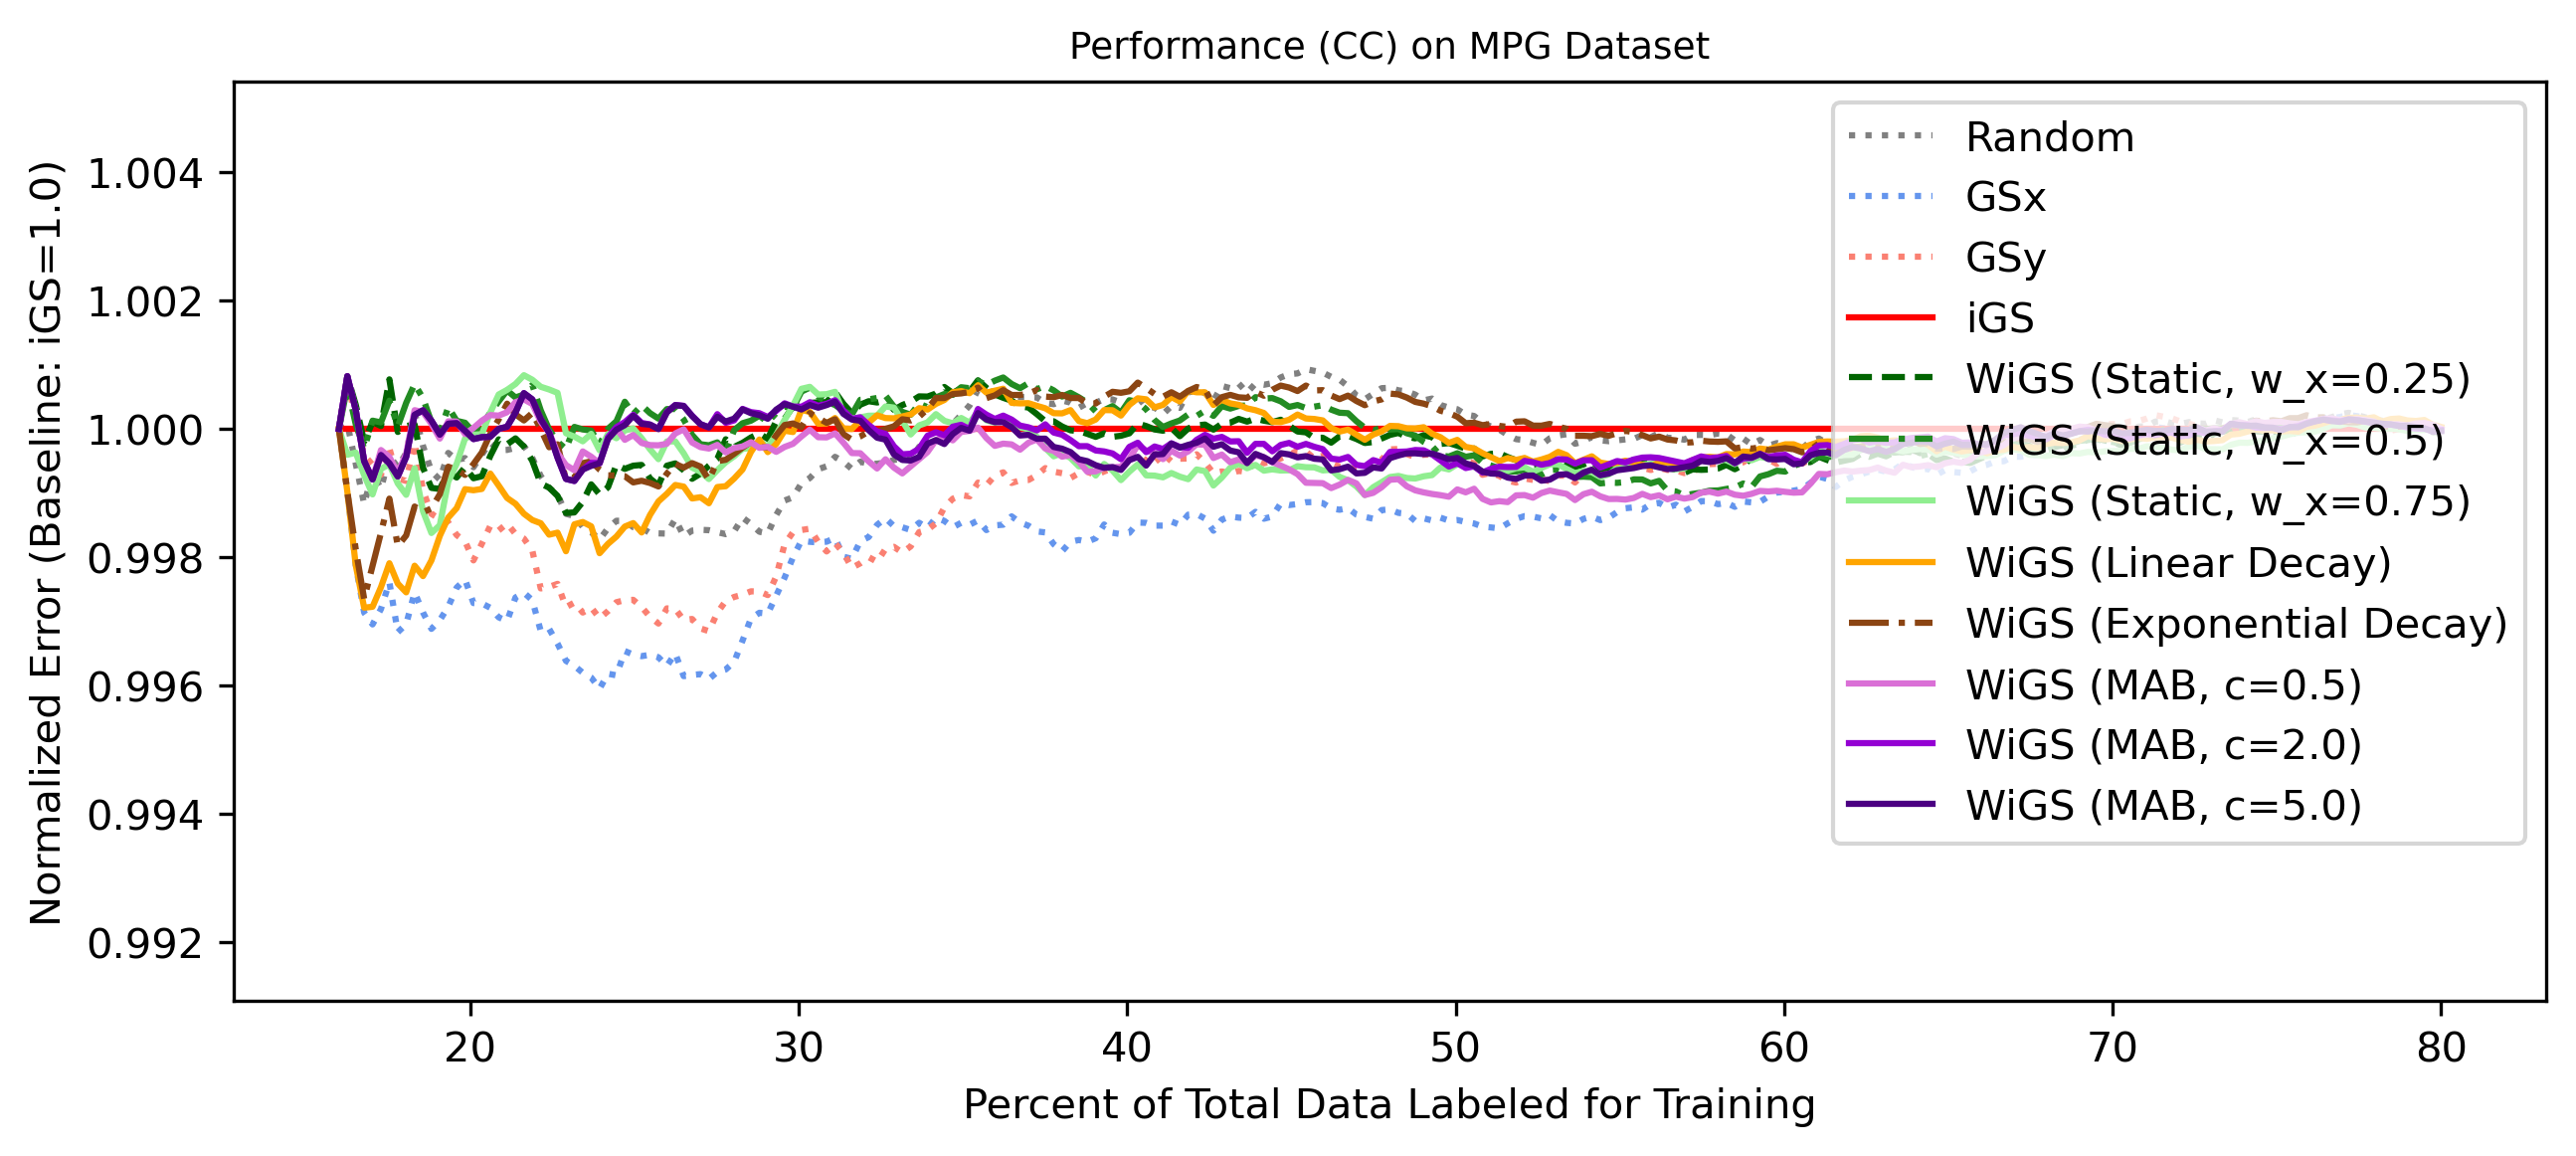 Performance (CC) on MPG Dataset
Normalized Error (Baseline: iGS=1.0)
1.004
1.002
1.000
0.998
0.996
0.994
0.992
20 30 40 50 60 70 80
Percent of Total Data Labeled for Training
Random
GSx
GSy
iGS
WiGS (Static, w_x=0.25)
WiGS (Static, w_x=0.5)
WiGS (Static, w_x=0.75)
WiGS (Linear Decay)
WiGS (Exponential Decay)
WiGS (MAB, c=0.5)
WiGS (MAB, c=2.0)
WiGS (MAB, c=5.0)